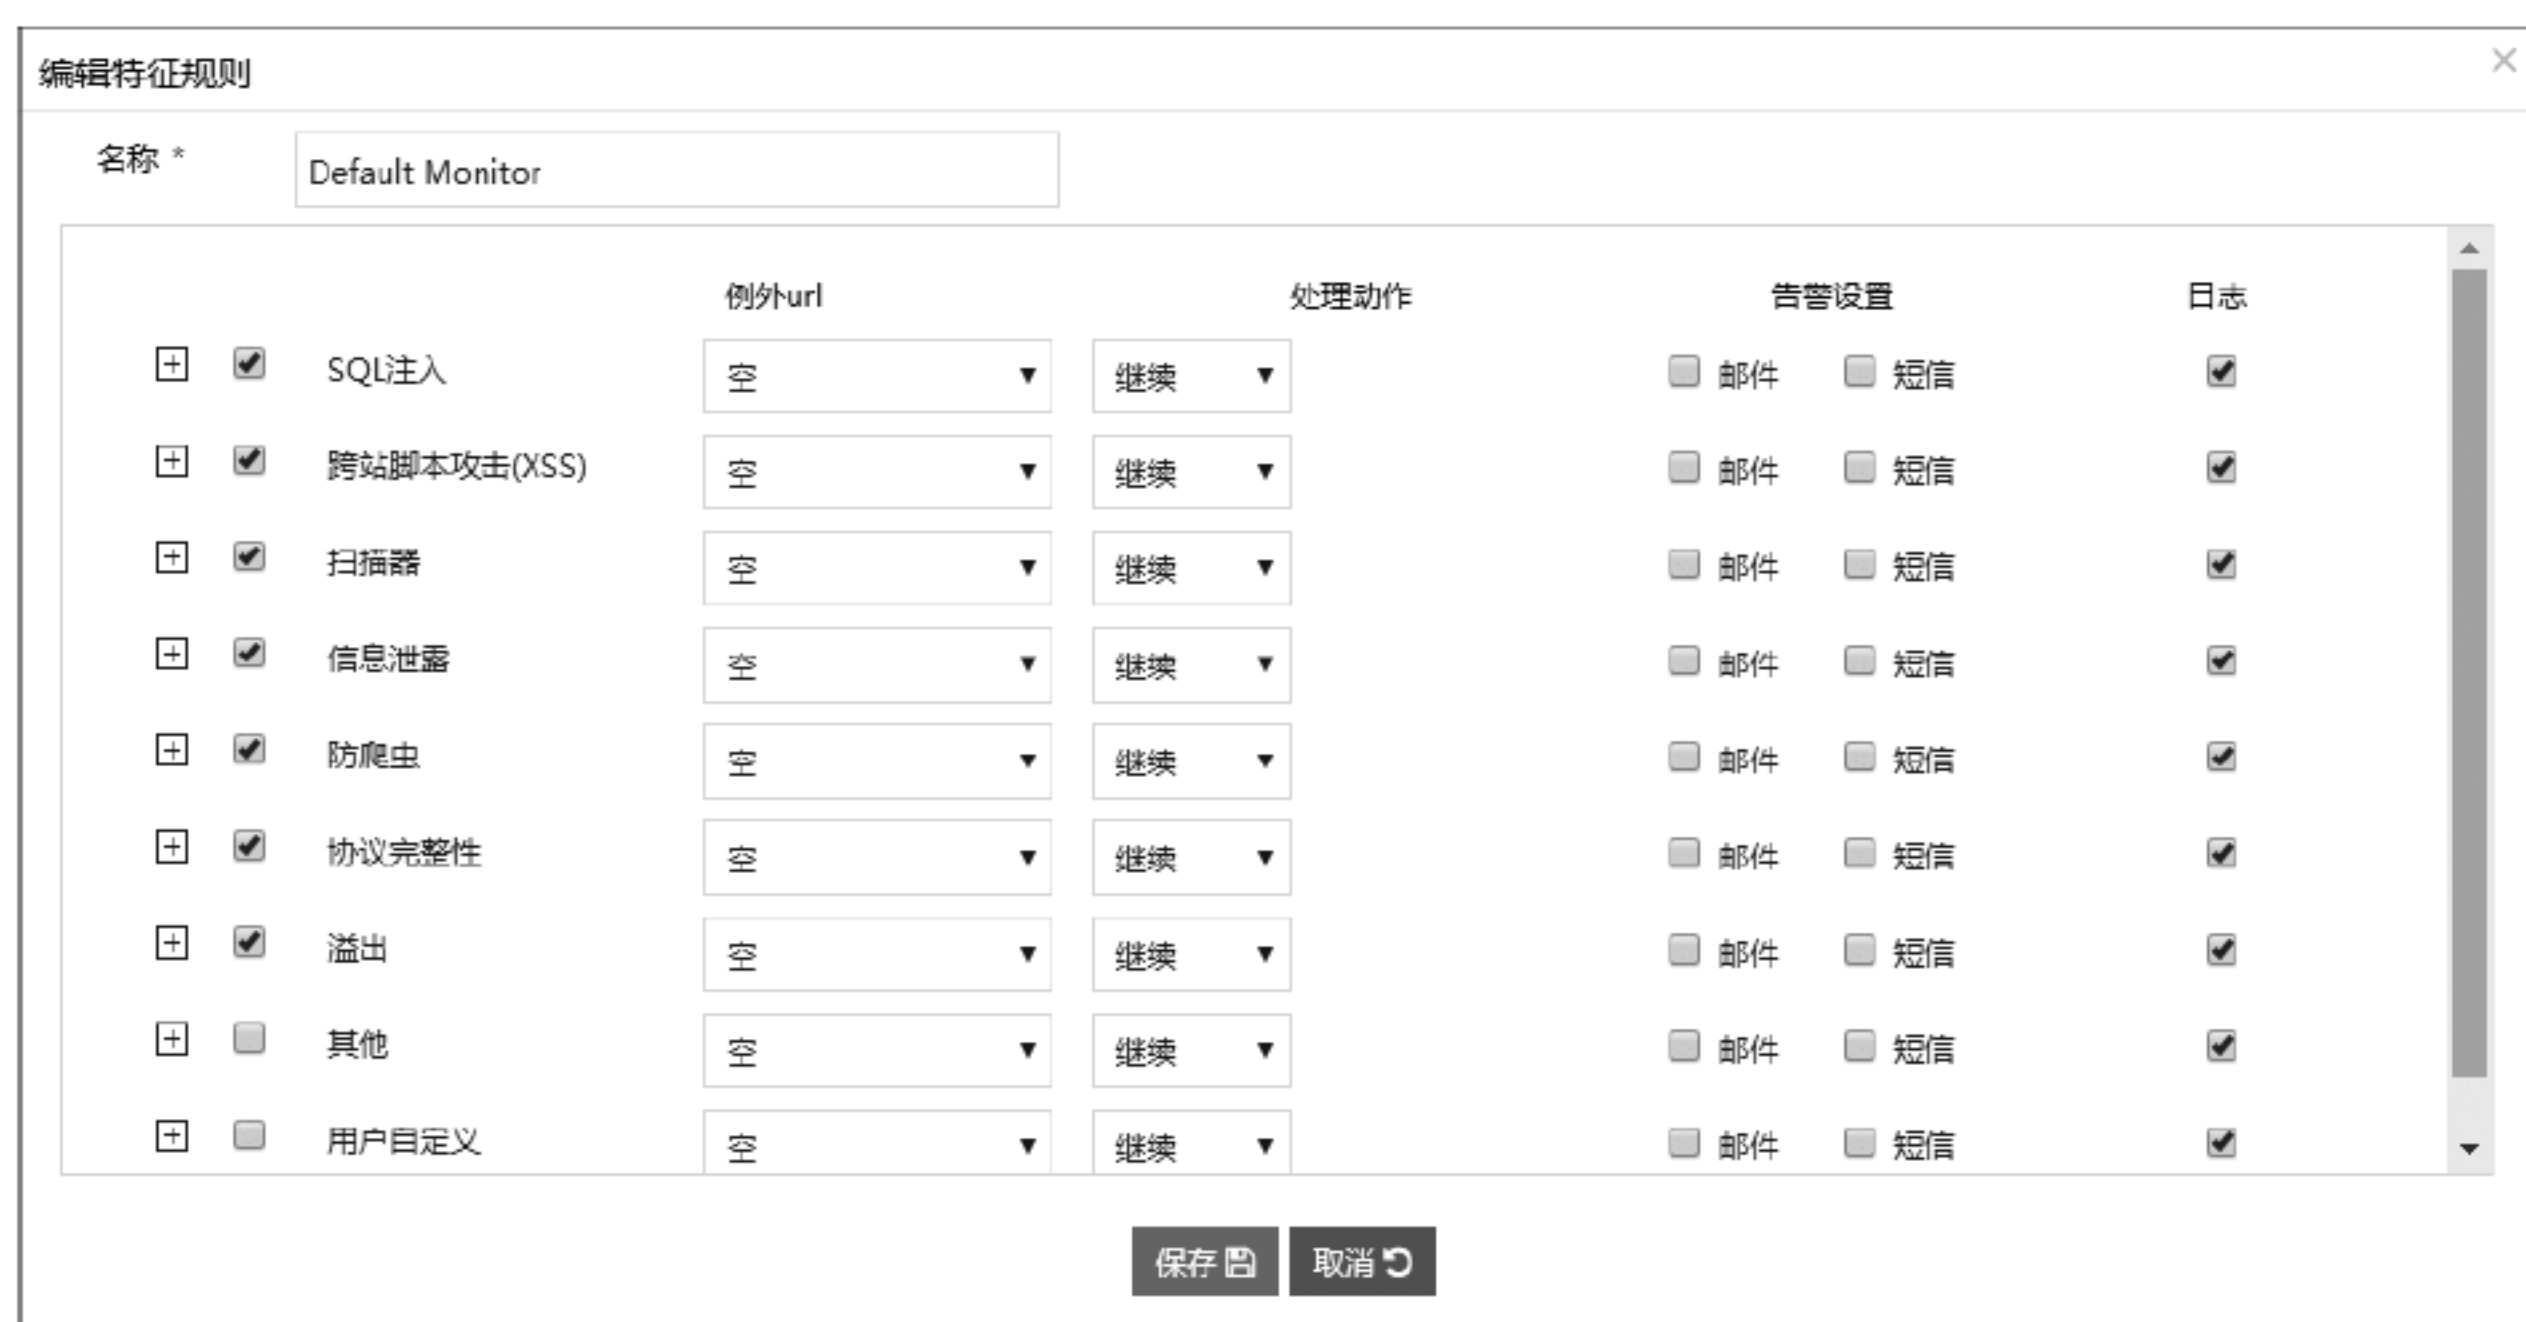 编辑特征规则
名称 *
Default Monitor
例外url 处理动作 告警设置 日志
SQL注入 空 继续 邮件 短信
跨站脚本攻击(XSS) 空 继续 邮件 短信
扫描器 空 继续 邮件 短信
信息泄露 空 继续 邮件 短信
防爬虫 空 继续 邮件 短信
协议完整性 空 继续 邮件 短信
溢出 空 继续 邮件 短信
其他 空 继续 邮件 短信
用户自定义 空 继续 邮件 短信
保存 取消